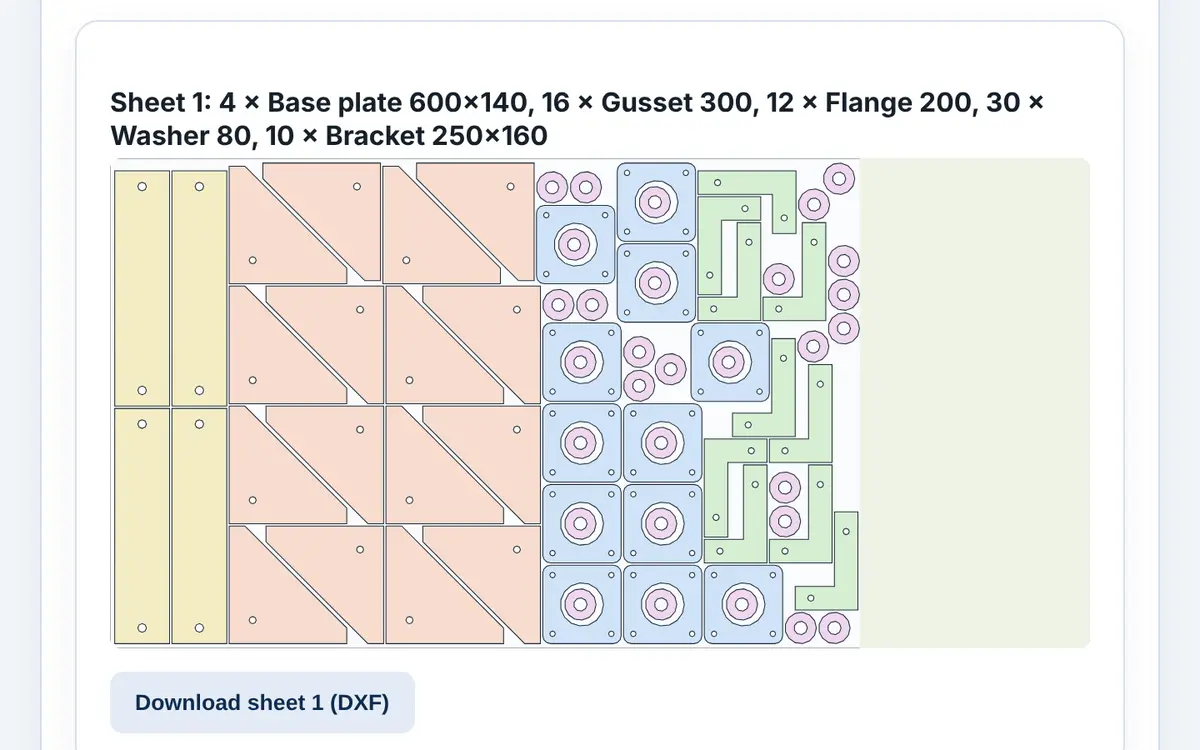 Sheet 1: 4 × Base plate 600×140, 16 × Gusset 300, 12 × Flange 200, 30 ×
Washer 80, 10 × Bracket 250×160
Download sheet 1 (DXF)